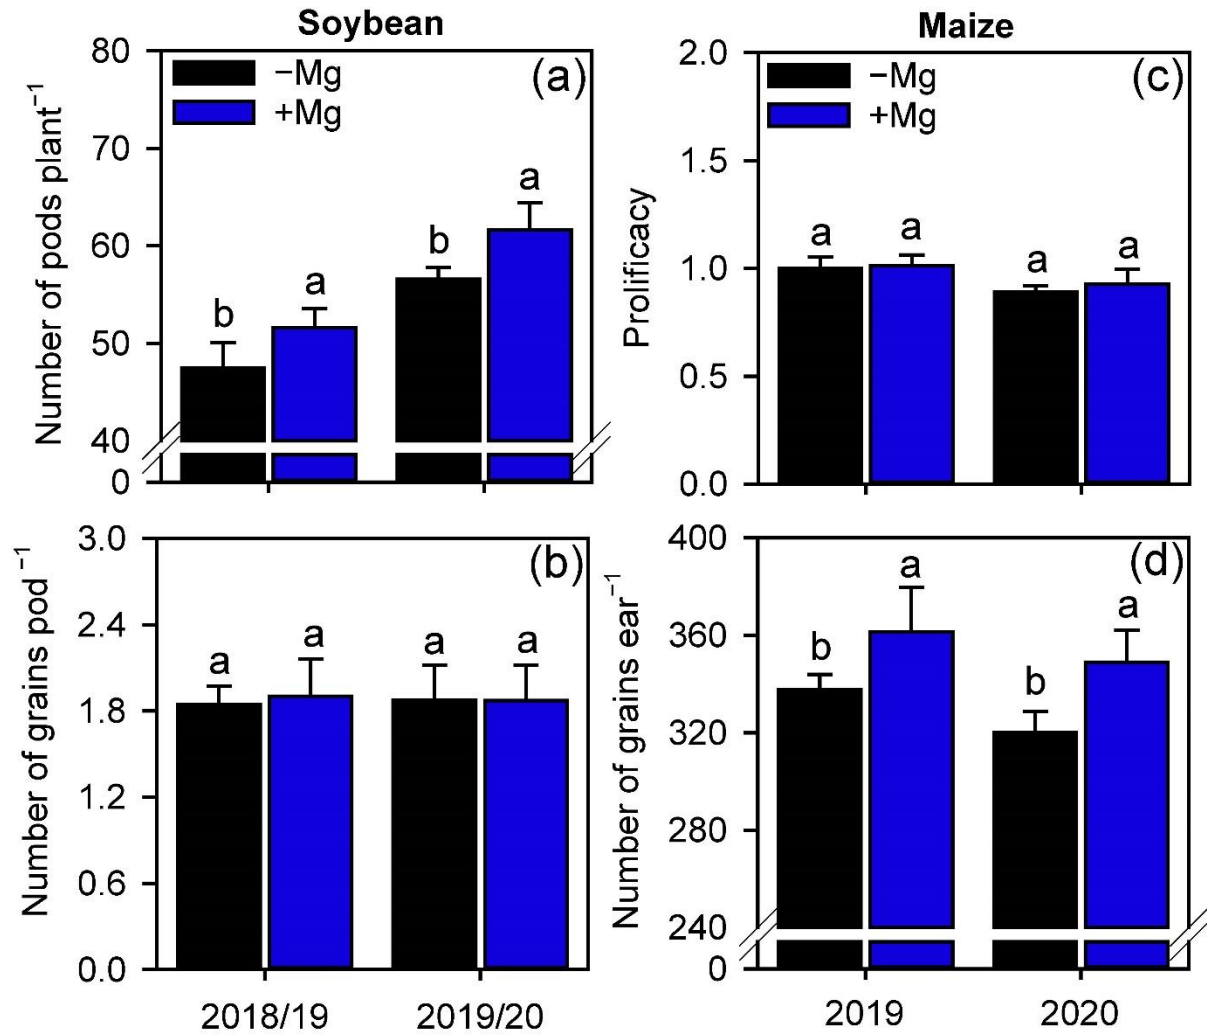 Soybean
Number of pods plant⁻¹
80
70
60
50
40
0
−Mg
+Mg
(a)
b
a
b
a
Maize
Prolificacy
2.0
1.5
1.0
0.5
0.0
−Mg
+Mg
(c)
a
a
a
a
Number of grains pod⁻¹
3.0
2.4
1.8
1.2
0.6
0.0
(b)
a
a
a
a
2018/19
2019/20
Number of grains ear⁻¹
400
360
320
280
240
0
(d)
b
a
b
a
2019
2020